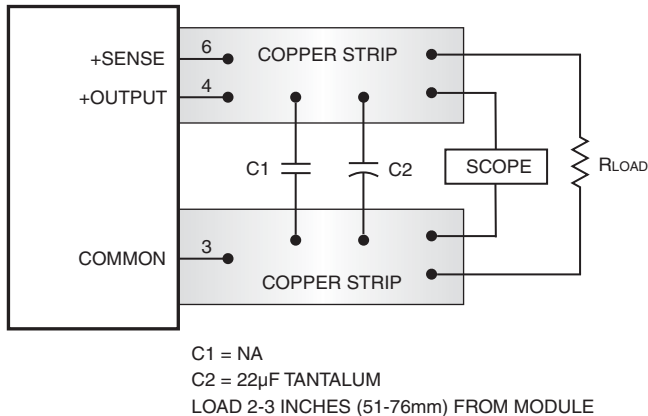 +SENSE
6
COPPER STRIP
+OUTPUT
4
C1
C2
SCOPE
RLOAD
COMMON
3
COPPER STRIP
C1 = NA
C2 = 22µF TANTALUM
LOAD 2-3 INCHES (51-76mm) FROM MODULE